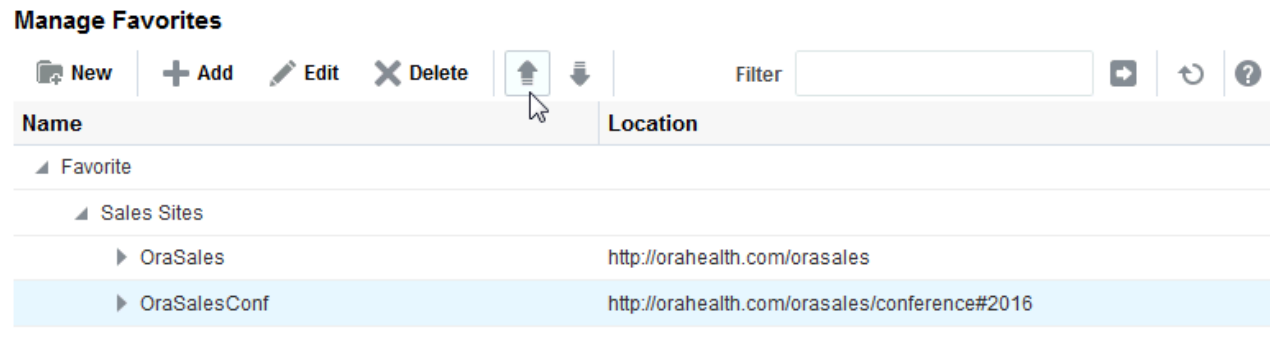 Manage Favorites
New Add Edit Delete Filter
Name Location
Favorite
Sales Sites
OraSales http://orahealth.com/orasales
OraSalesConf http://orahealth.com/orasales/conference#2016